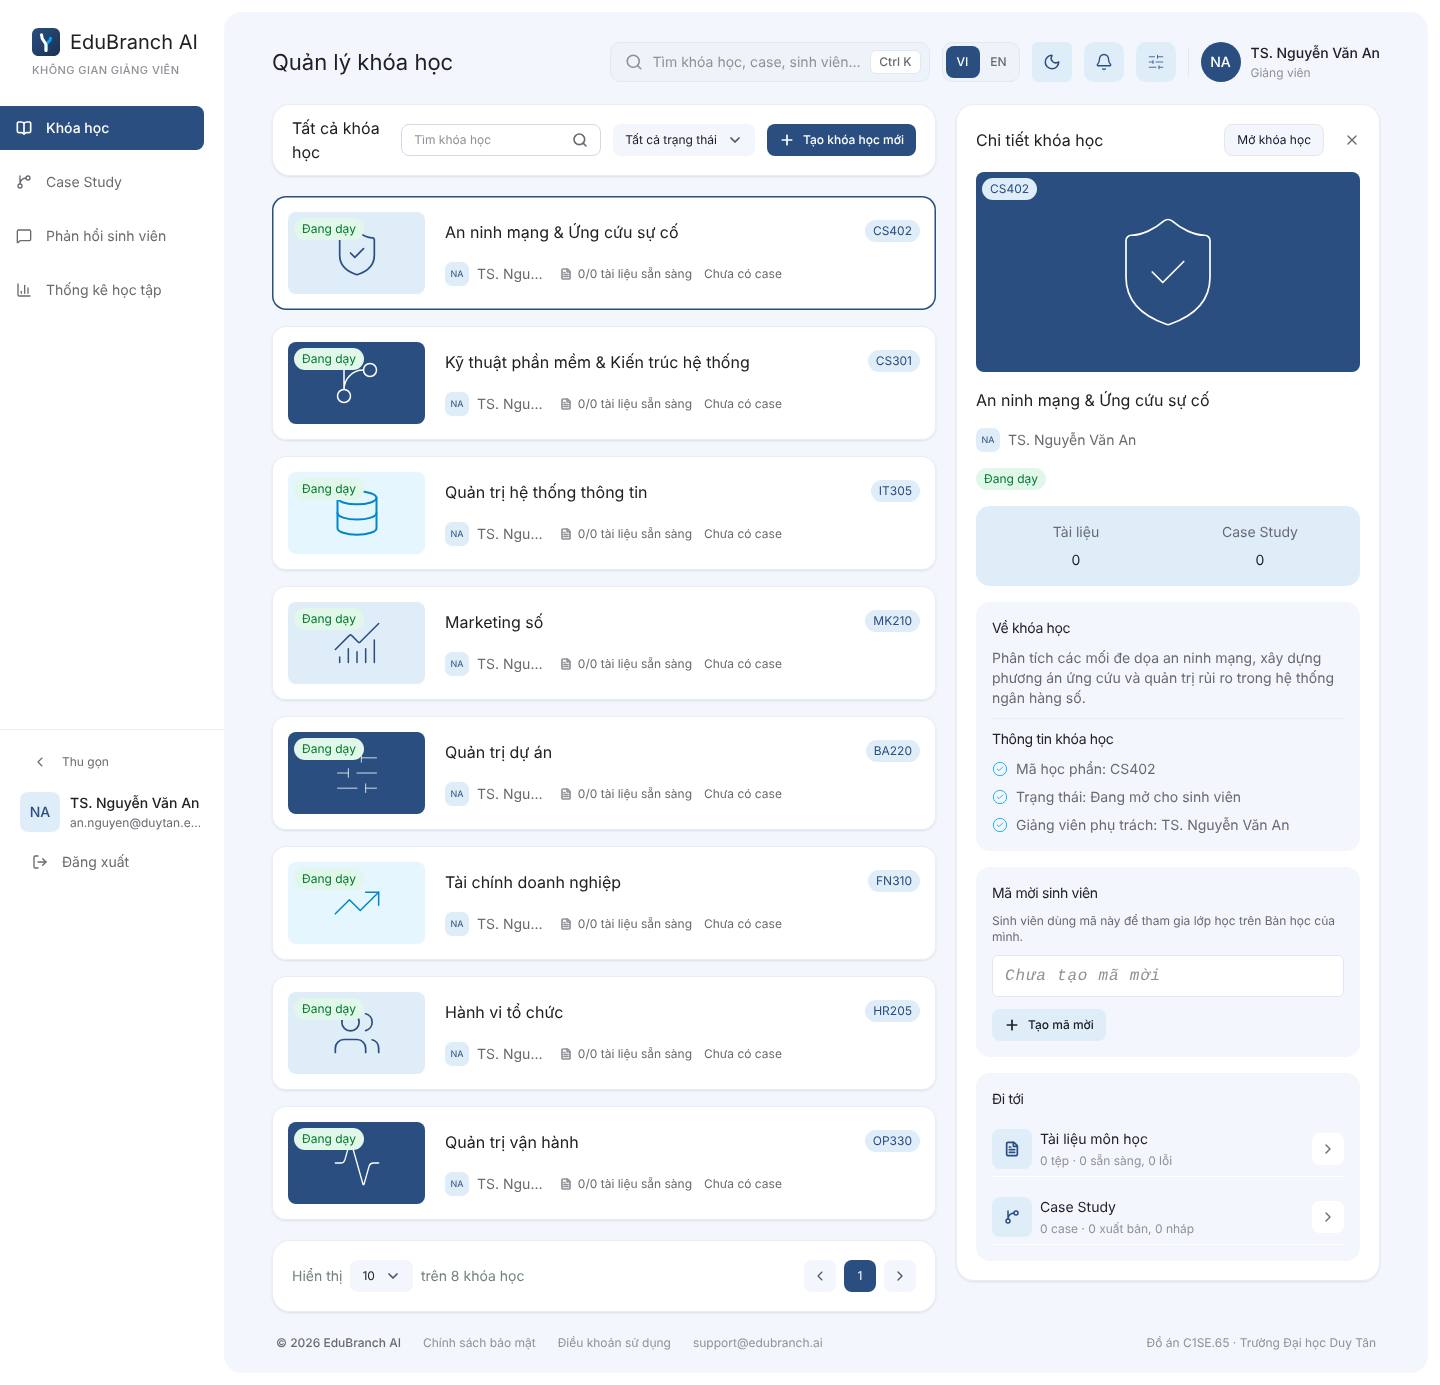 EduBranch AI
KHÔNG GIAN GIẢNG VIÊN
Khóa học
Case Study
Phản hồi sinh viên
Thống kê học tập
Thu gọn
NA
TS. Nguyễn Văn An
an.nguyen@duytan.e...
Đăng xuất
Quản lý khóa học
Tìm khóa học, case, sinh viên...
Ctrl K
VI
EN
NA
TS. Nguyễn Văn An
Giảng viên
Tất cả khóa
học
Tìm khóa học
Tất cả trạng thái
Tạo khóa học mới
Đang dạy
An ninh mạng & Ứng cứu sự cố
CS402
NA
TS. Ngu...
0/0 tài liệu sẵn sàng
Chưa có case
Đang dạy
Kỹ thuật phần mềm & Kiến trúc hệ thống
CS301
NA
TS. Ngu...
0/0 tài liệu sẵn sàng
Chưa có case
Đang dạy
Quản trị hệ thống thông tin
IT305
NA
TS. Ngu...
0/0 tài liệu sẵn sàng
Chưa có case
Đang dạy
Marketing số
MK210
NA
TS. Ngu...
0/0 tài liệu sẵn sàng
Chưa có case
Đang dạy
Quản trị dự án
BA220
NA
TS. Ngu...
0/0 tài liệu sẵn sàng
Chưa có case
Đang dạy
Tài chính doanh nghiệp
FN310
NA
TS. Ngu...
0/0 tài liệu sẵn sàng
Chưa có case
Đang dạy
Hành vi tổ chức
HR205
NA
TS. Ngu...
0/0 tài liệu sẵn sàng
Chưa có case
Đang dạy
Quản trị vận hành
OP330
NA
TS. Ngu...
0/0 tài liệu sẵn sàng
Chưa có case
Hiển thị
10
trên 8 khóa học
1
Chi tiết khóa học
Mở khóa học
CS402
An ninh mạng & Ứng cứu sự cố
NA
TS. Nguyễn Văn An
Đang dạy
Tài liệu
0
Case Study
0
Về khóa học
Phân tích các mối đe dọa an ninh mạng, xây dựng
phương án ứng cứu và quản trị rủi ro trong hệ thống
ngân hàng số.
Thông tin khóa học
Mã học phần: CS402
Trạng thái: Đang mở cho sinh viên
Giảng viên phụ trách: TS. Nguyễn Văn An
Mã mời sinh viên
Sinh viên dùng mã này để tham gia lớp học trên Bàn học của
mình.
Chưa tạo mã mời
Tạo mã mời
Đi tới
Tài liệu môn học
0 tệp · 0 sẵn sàng, 0 lỗi
Case Study
0 case · 0 xuất bản, 0 nháp
© 2026 EduBranch AI
Chính sách bảo mật
Điều khoản sử dụng
support@edubranch.ai
Đồ án C1SE.65 · Trường Đại học Duy Tân